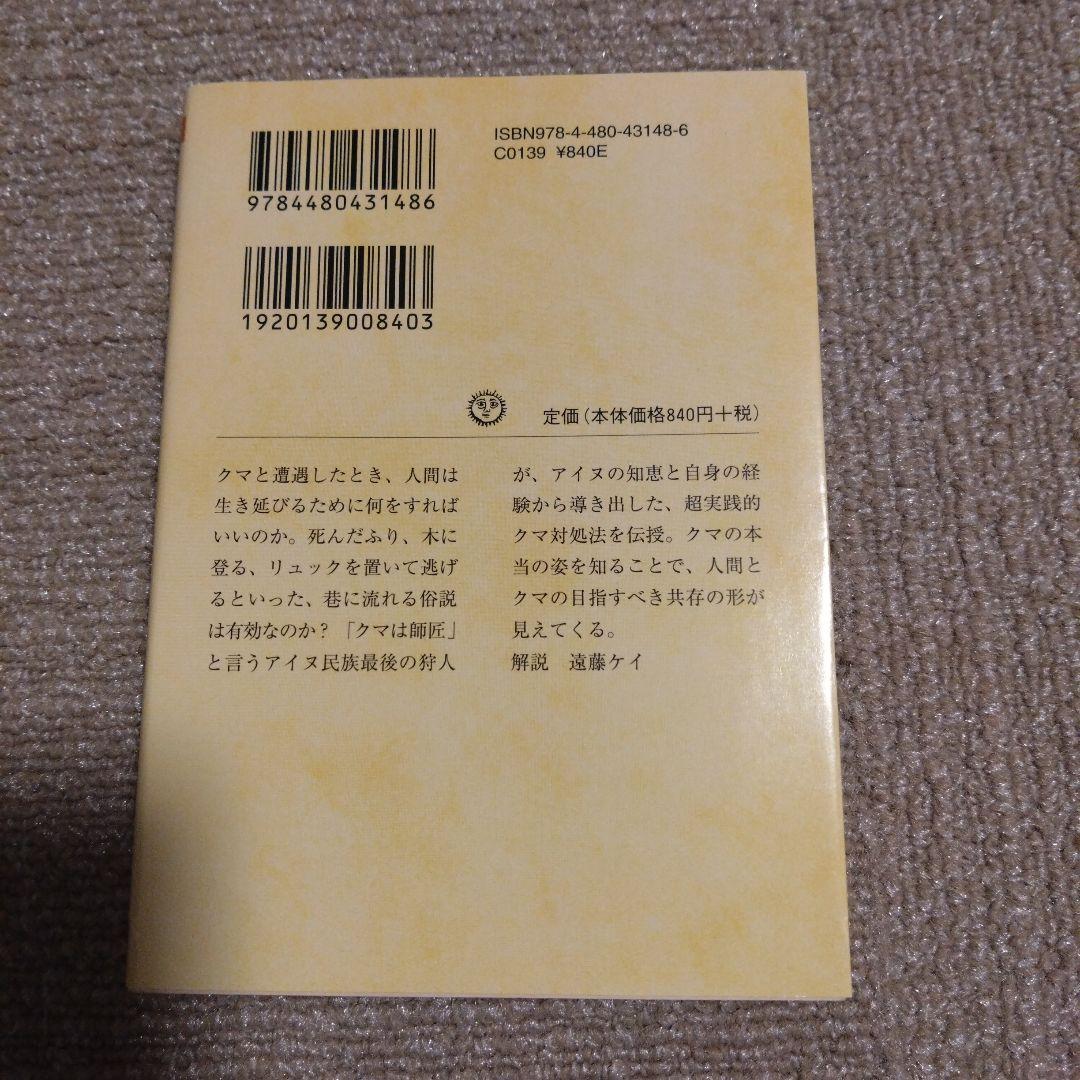 ISBN978-4-480-43148-6
C0139 ¥840E
9784480431486
1920139008403
定価(本体価格840円+税)
クマと遭遇したとき、人間は
生き延びるために何をすれば
いいのか。死んだふり、木に
登る、リュックを置いて逃げ
るといった、巷に流れる俗説
は有効なのか?「クマは師匠」
と言うアイヌ民族最後の狩人
が、アイヌの知恵と自身の経
験から導き出した、超実践的
クマ対処法を伝授。クマの本
当の姿を知ることで、人間と
クマの目指すべき共存の形が
見えてくる。
解説 遠藤ケイ